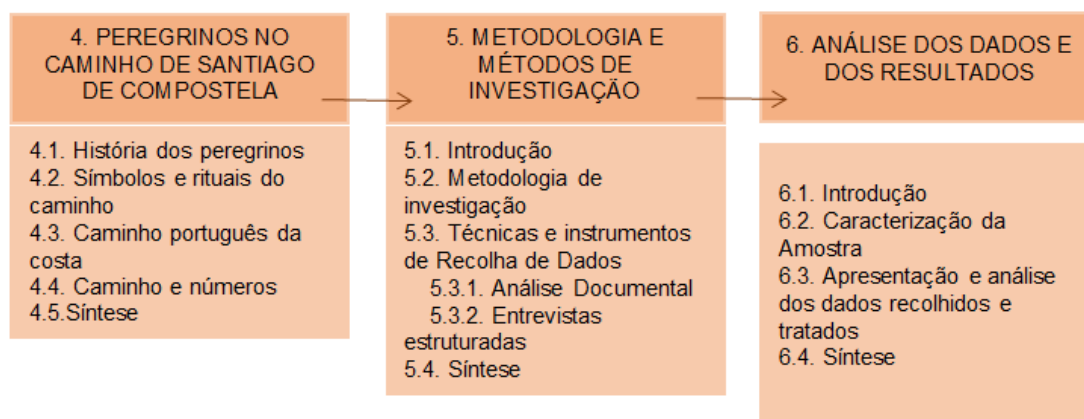 4. PEREGRINOS NO
CAMINHO DE SANTIAGO
DE COMPOSTELA
4.1. História dos peregrinos
4.2. Símbolos e rituais do
caminho
4.3. Caminho português da
costa
4.4. Caminho e números
4.5.Síntese
5. METODOLOGIA E
MÉTODOS DE
INVESTIGAÇÃO
5.1. Introdução
5.2. Metodologia de
investigação
5.3. Técnicas e instrumentos
de Recolha de Dados
5.3.1. Análise Documental
5.3.2. Entrevistas
estruturadas
5.4. Síntese
6. ANÁLISE DOS DADOS E
DOS RESULTADOS
6.1. Introdução
6.2. Caracterização da
Amostra
6.3. Apresentação e análise
dos dados recolhidos e
tratados
6.4. Síntese